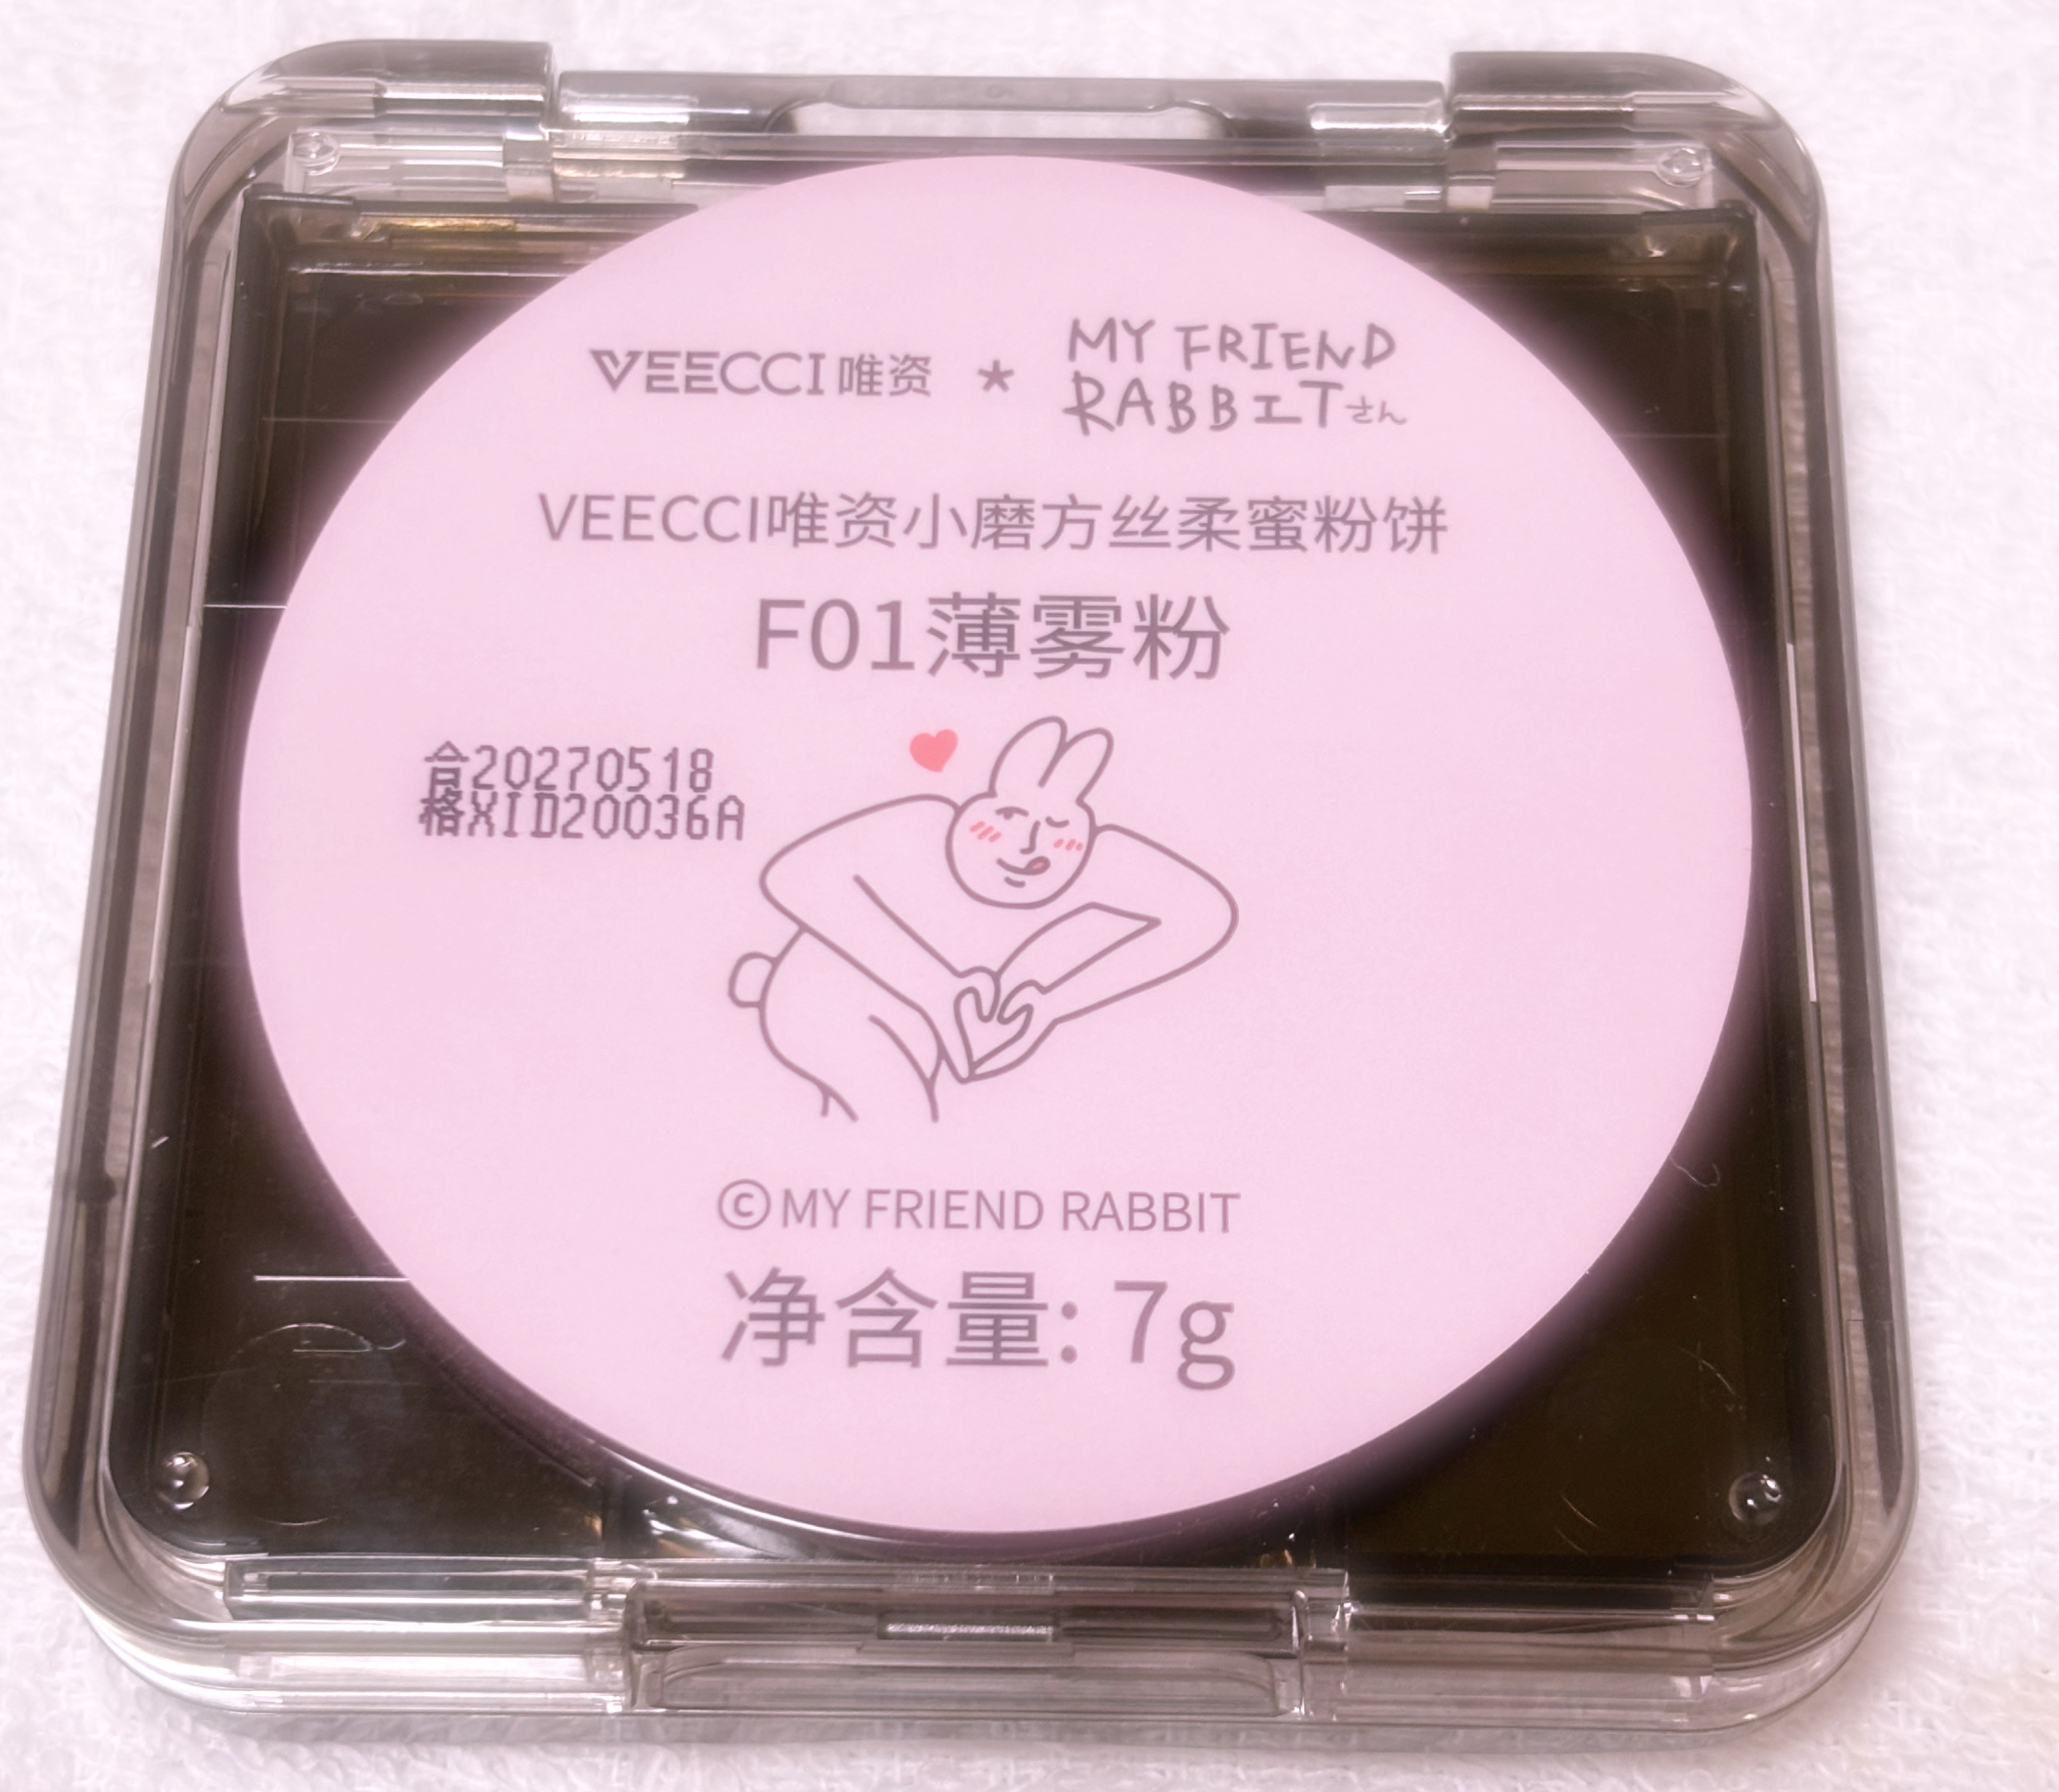 VEECCI唯资 * MY FRIEND
RABBITさん
VEECCI唯资小磨方丝柔蜜粉饼
F01薄雾粉
合20270518
格XID20036A
©MY FRIEND RABBIT
净含量: 7g